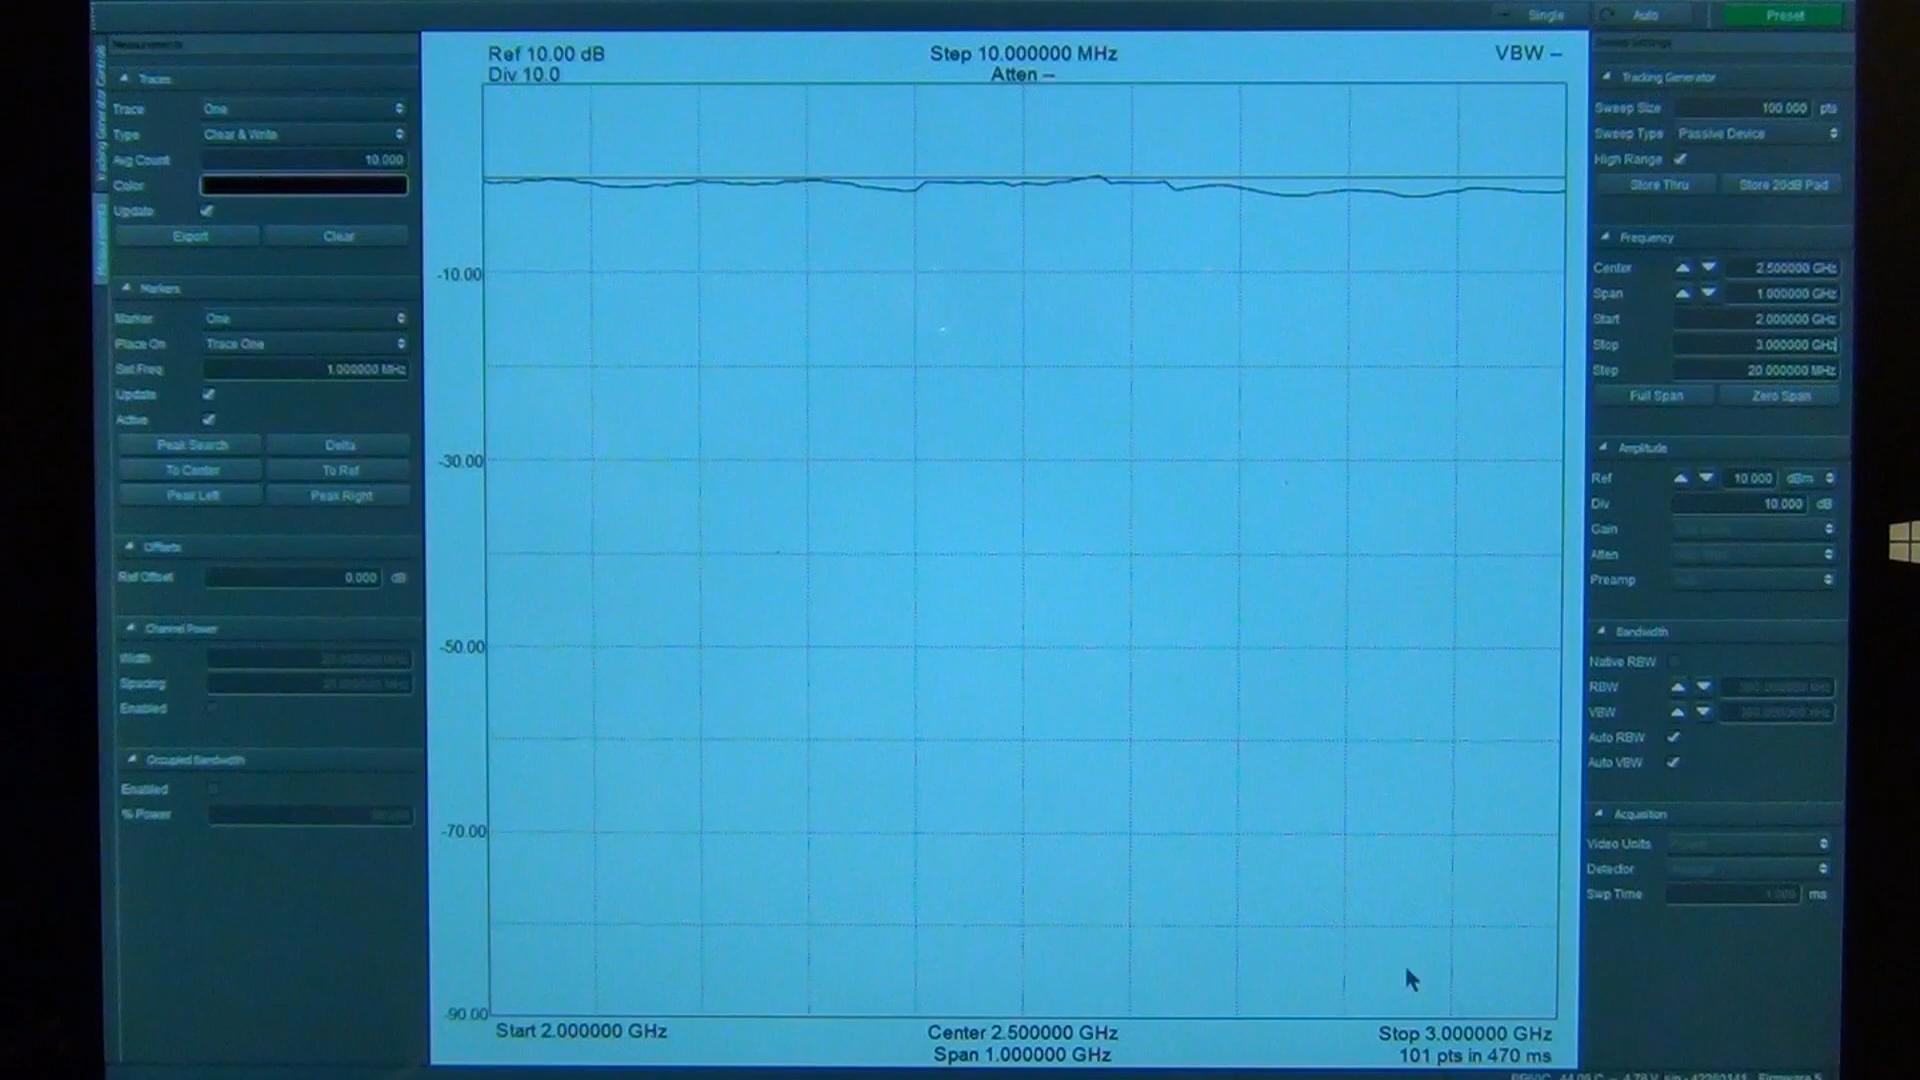 Single
Auto
Preset
Tracking Generator Controls
Measurements
Measurements
Traces
Trace One
Type Clear & Write
Avg Count 10.000
Color
Update
Export Clear
Markers
Marker One
Place On Trace One
Set Freq 1.000000 MHz
Update
Active
Peak Search Delta
To Center To Ref
Peak Left Peak Right
Offsets
Ref Offset 0.000 dB
Channel Power
Width
Spacing
Enabled
Occupied Bandwidth
Enabled
% Power
Ref 10.00 dB
Div 10.0
Step 10.000000 MHz
Atten --
VBW --
-10.00
-30.00
-50.00
-70.00
-90.00
Start 2.000000 GHz
Center 2.500000 GHz
Span 1.000000 GHz
Stop 3.000000 GHz
101 pts in 470 ms
Sweep Settings
Tracking Generator
Sweep Size 100.000 pts
Sweep Type Passive Device
High Range
Store Thru Store 20dB Pad
Frequency
Center 2.500000 GHz
Span 1.000000 GHz
Start 2.000000 GHz
Stop 3.000000 GHz
Step 20.000000 MHz
Full Span Zero Span
Amplitude
Ref 10.000 dBm
Div 10.000 dB
Gain
Atten
Preamp
Bandwidth
Native RBW
RBW
VBW
Auto RBW
Auto VBW
Acquisition
Video Units
Detector
Swp Time 1.000 ms